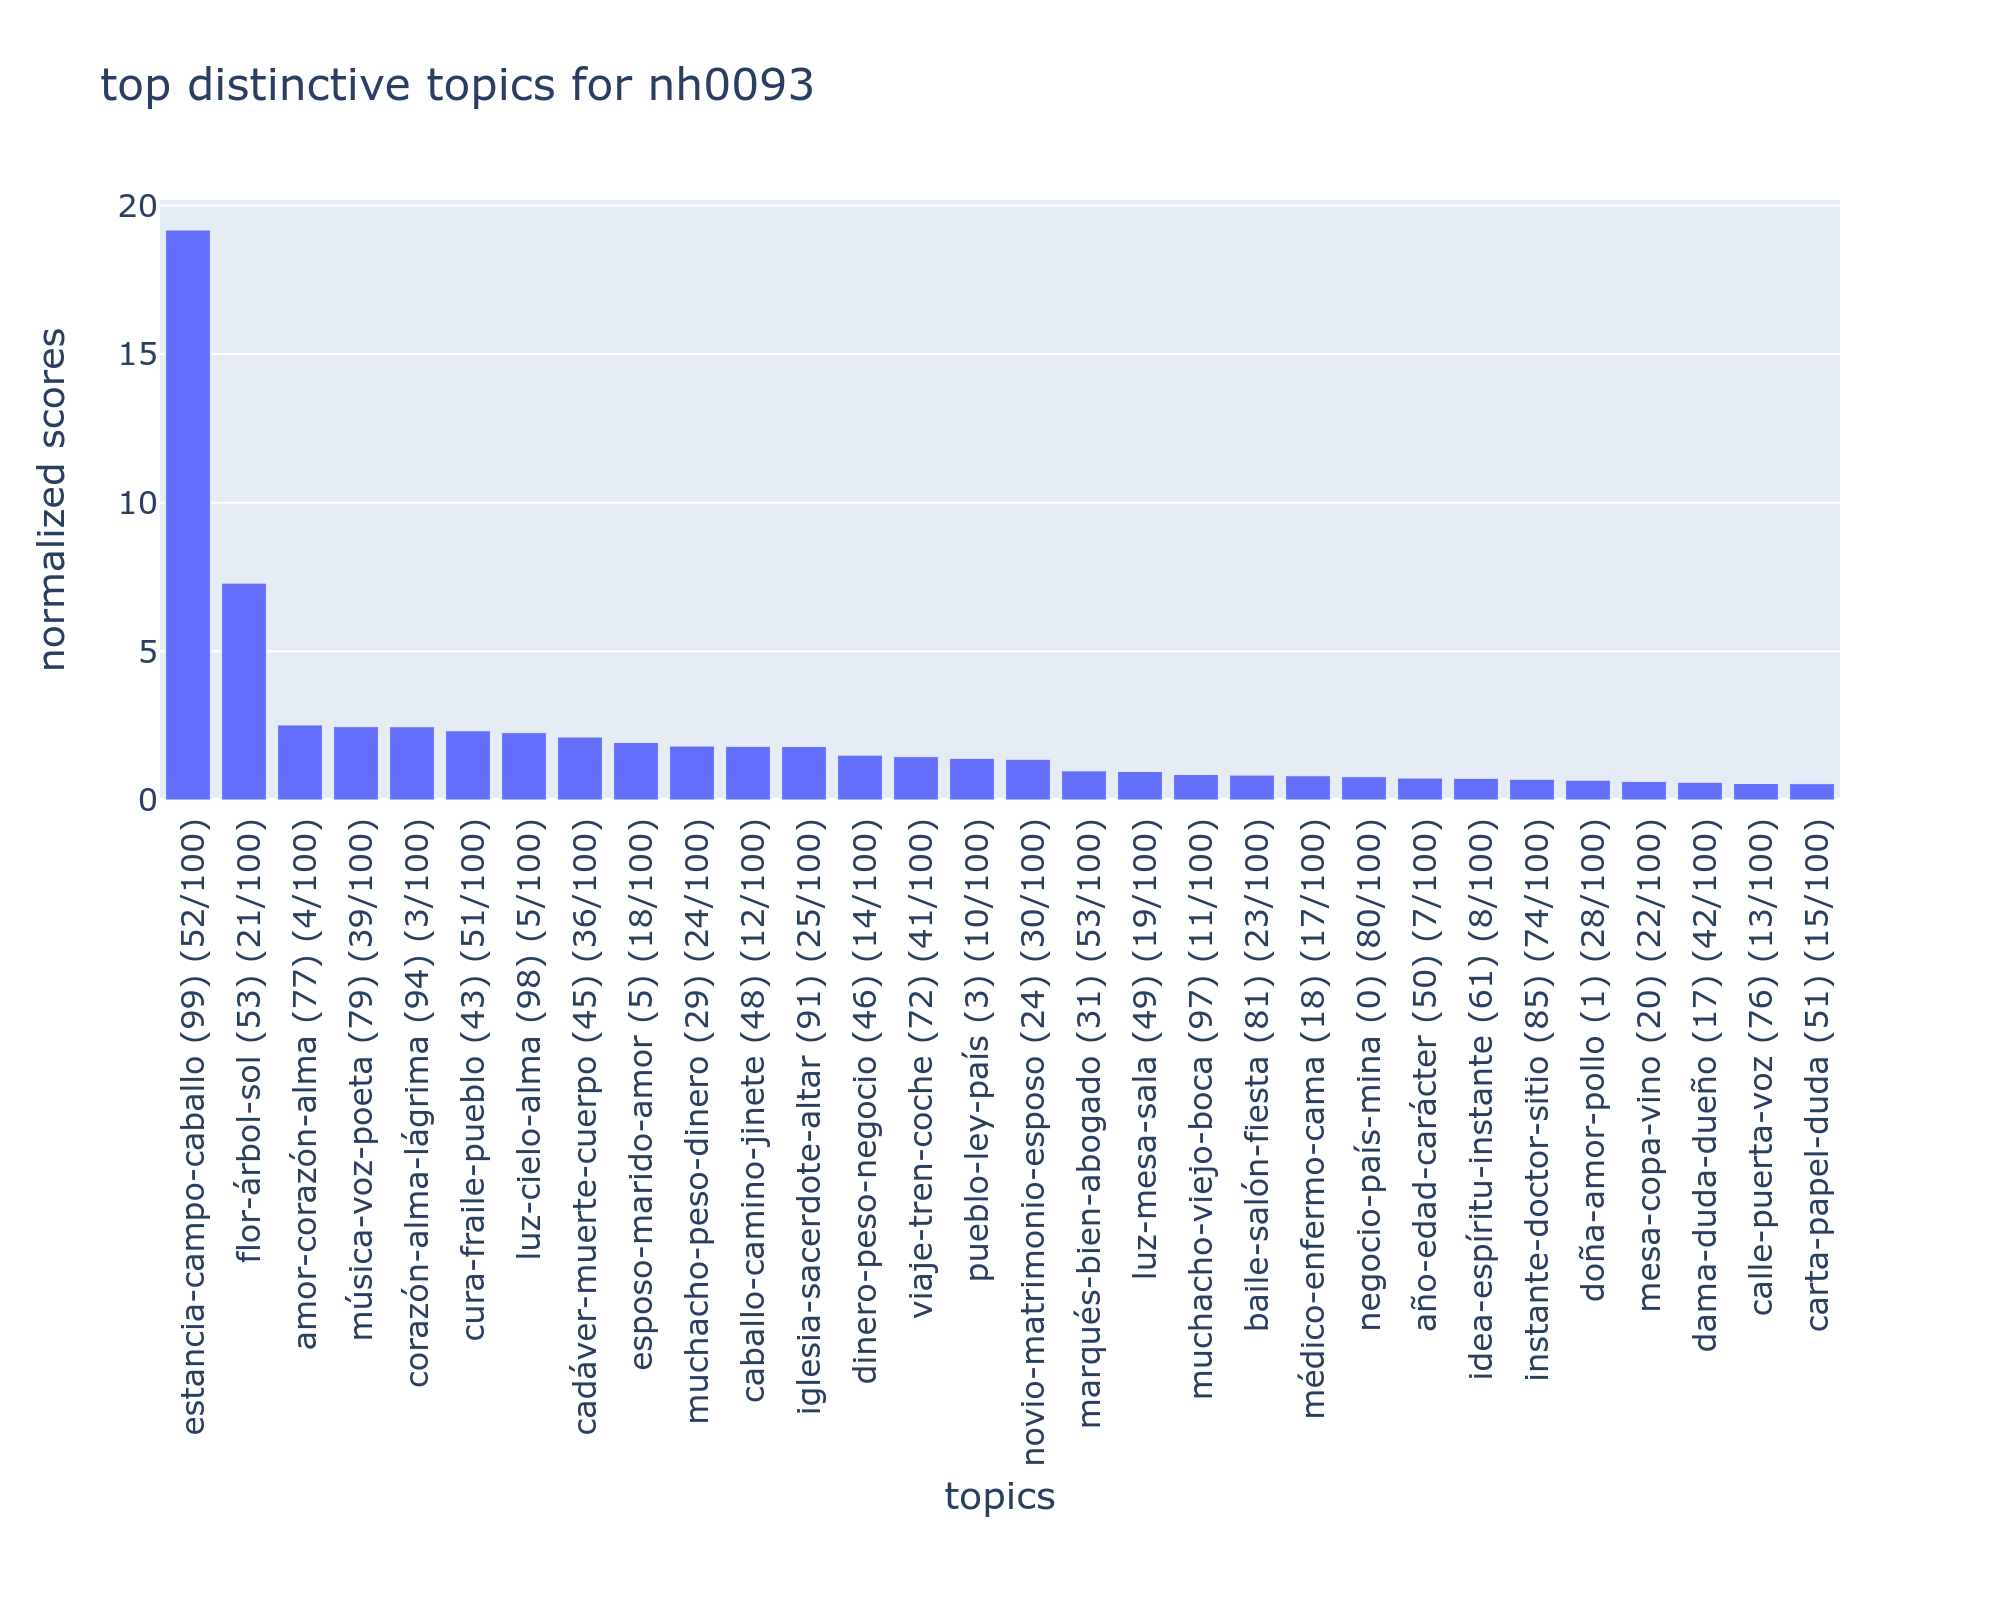 top distinctive topics for nh0093
normalized scores
20
15
10
5
0
estancia-campo-caballo (99) (52/100)
flor-árbol-sol (53) (21/100)
amor-corazón-alma (77) (4/100)
música-voz-poeta (79) (39/100)
corazón-alma-lágrima (94) (3/100)
cura-fraile-pueblo (43) (51/100)
luz-cielo-alma (98) (5/100)
cadáver-muerte-cuerpo (45) (36/100)
esposo-marido-amor (5) (18/100)
muchacho-peso-dinero (29) (24/100)
caballo-camino-jinete (48) (12/100)
iglesia-sacerdote-altar (91) (25/100)
dinero-peso-negocio (46) (14/100)
viaje-tren-coche (72) (41/100)
pueblo-ley-país (3) (10/100)
novio-matrimonio-esposo (24) (30/100)
marqués-bien-abogado (31) (53/100)
luz-mesa-sala (49) (19/100)
muchacho-viejo-boca (97) (11/100)
baile-salón-fiesta (81) (23/100)
médico-enfermo-cama (18) (17/100)
negocio-país-mina (0) (80/100)
año-edad-carácter (50) (7/100)
idea-espíritu-instante (61) (8/100)
instante-doctor-sitio (85) (74/100)
doña-amor-pollo (1) (28/100)
mesa-copa-vino (20) (22/100)
dama-duda-dueño (17) (42/100)
calle-puerta-voz (76) (13/100)
carta-papel-duda (51) (15/100)
topics